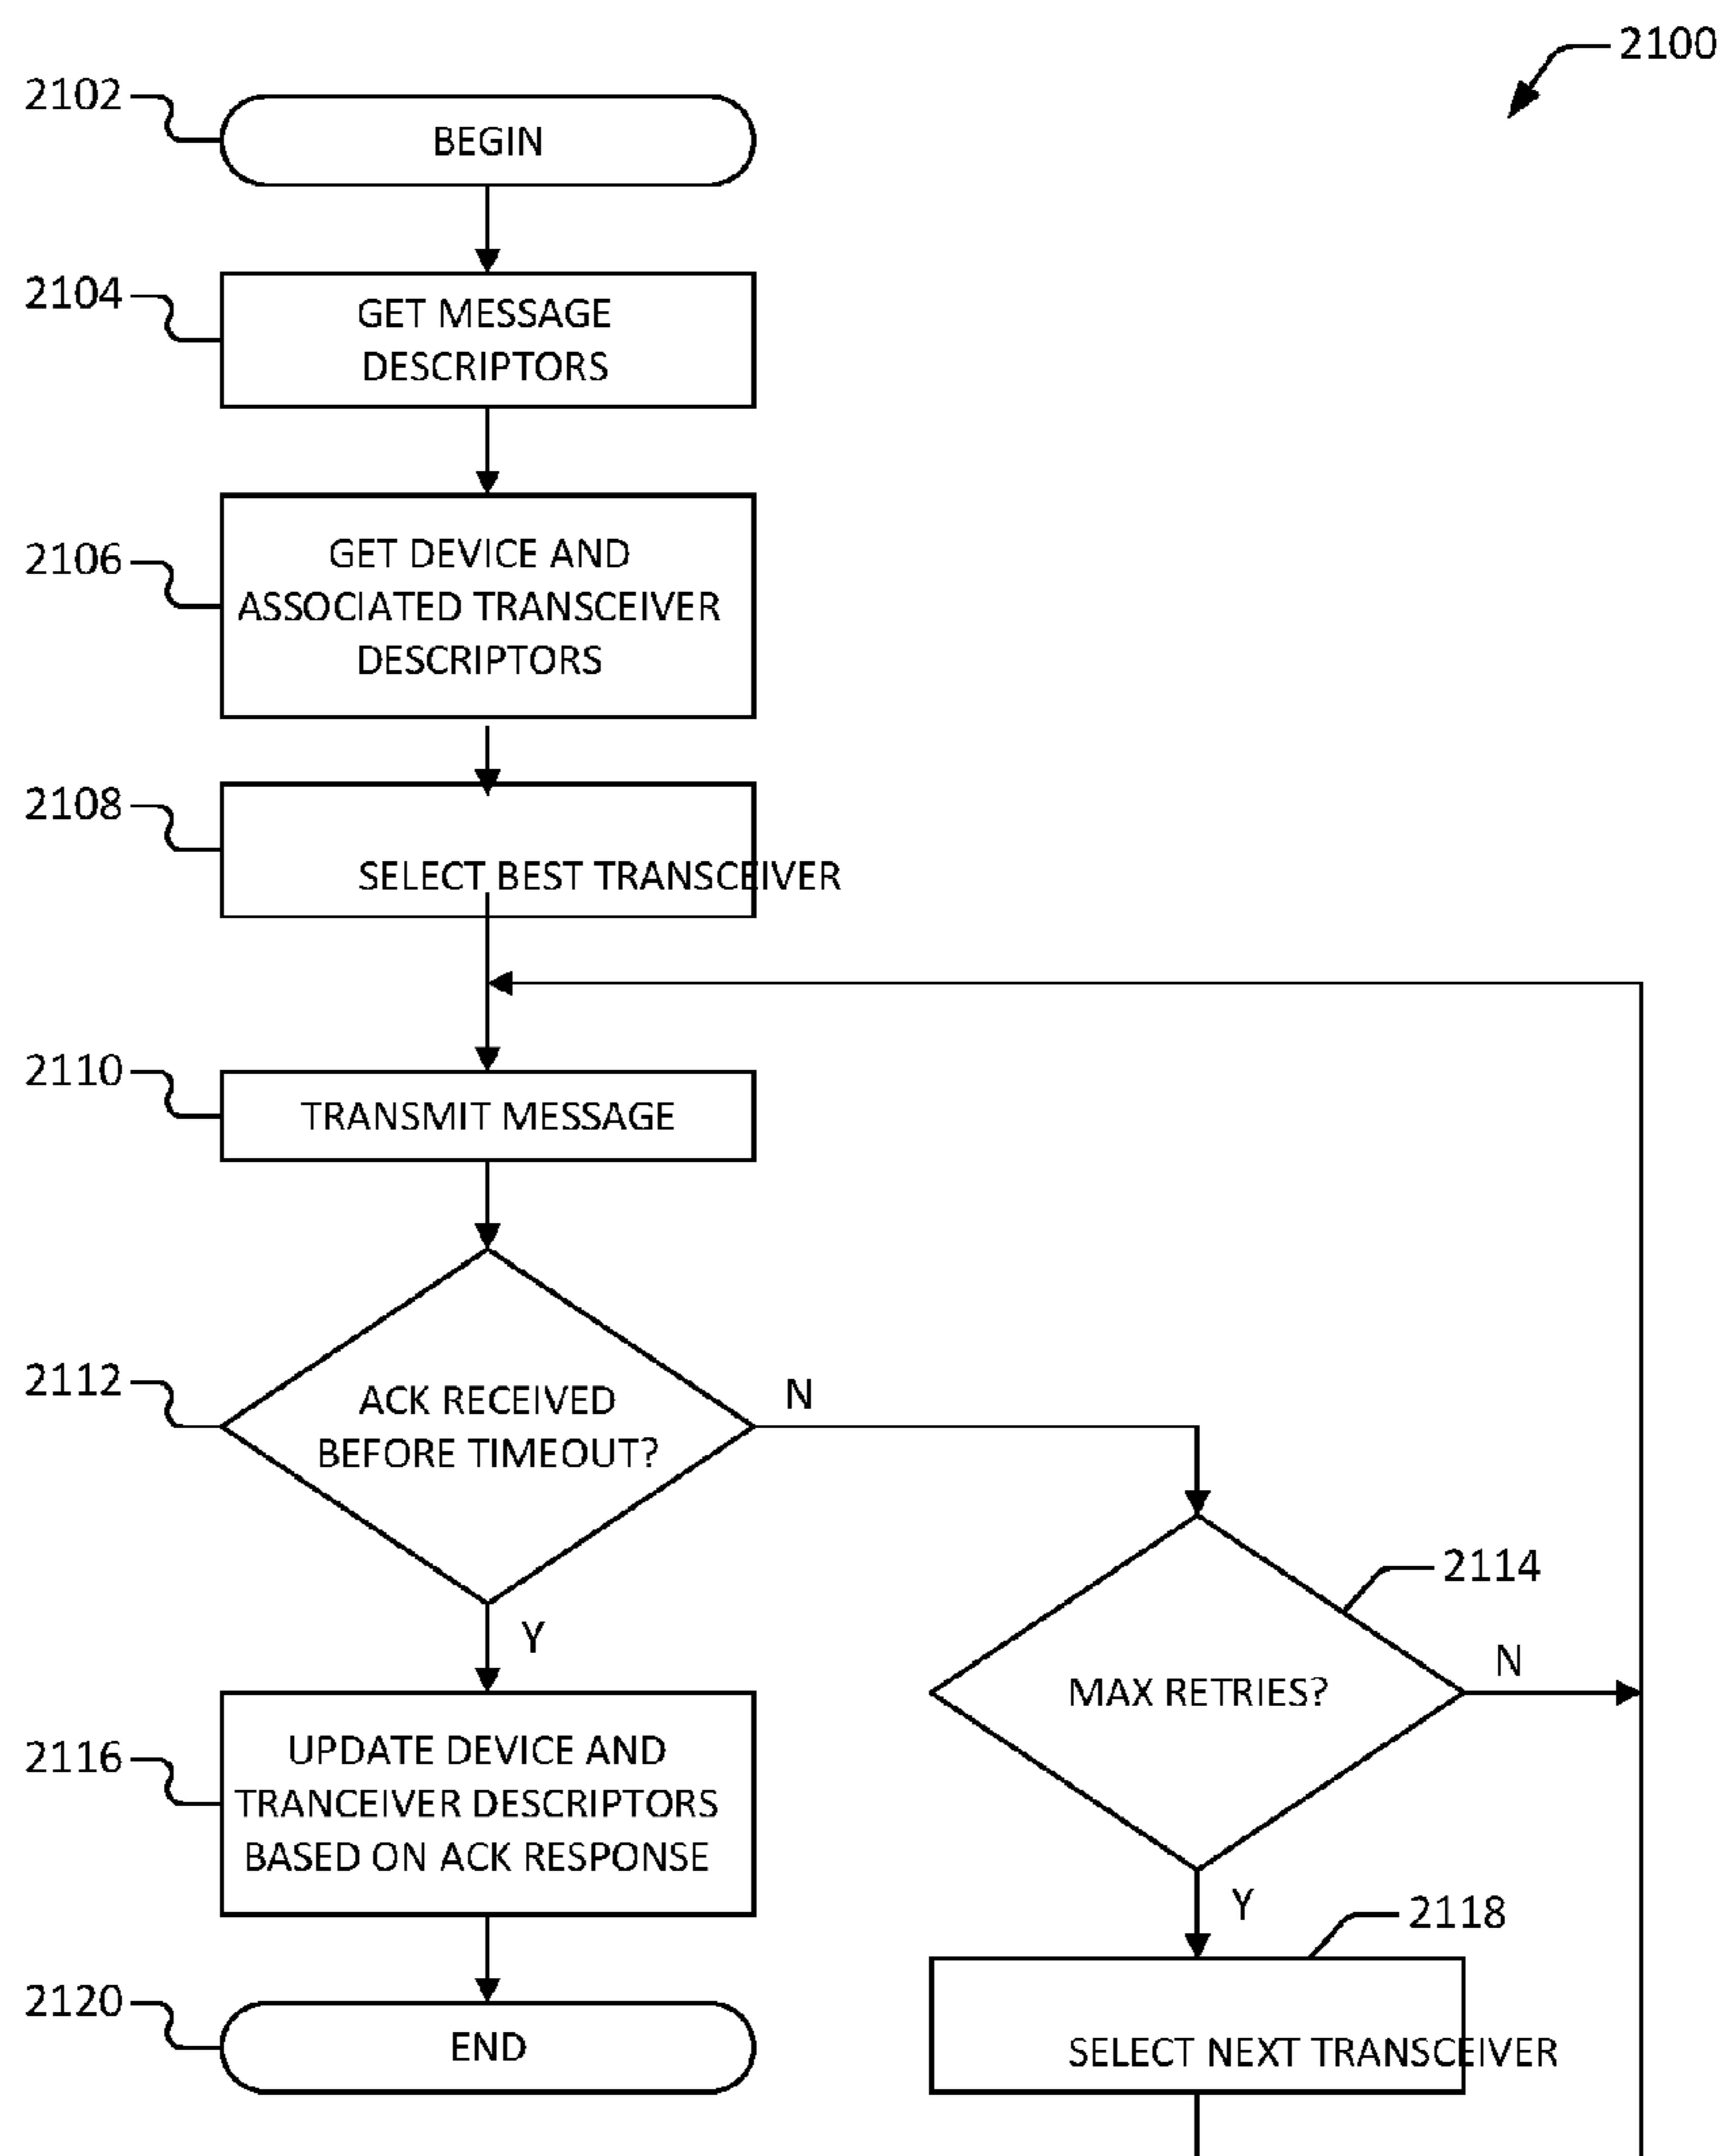 2100
2102
BEGIN
2104
GET MESSAGE
DESCRIPTORS
2106
GET DEVICE AND
ASSOCIATED TRANSCEIVER
DESCRIPTORS
2108
SELECT BEST TRANSCEIVER
2110
TRANSMIT MESSAGE
2112
ACK RECEIVED
BEFORE TIMEOUT?
N
Y
2114
MAX RETRIES?
N
Y
2116
UPDATE DEVICE AND
TRANCEIVER DESCRIPTORS
BASED ON ACK RESPONSE
2118
SELECT NEXT TRANSCEIVER
2120
END